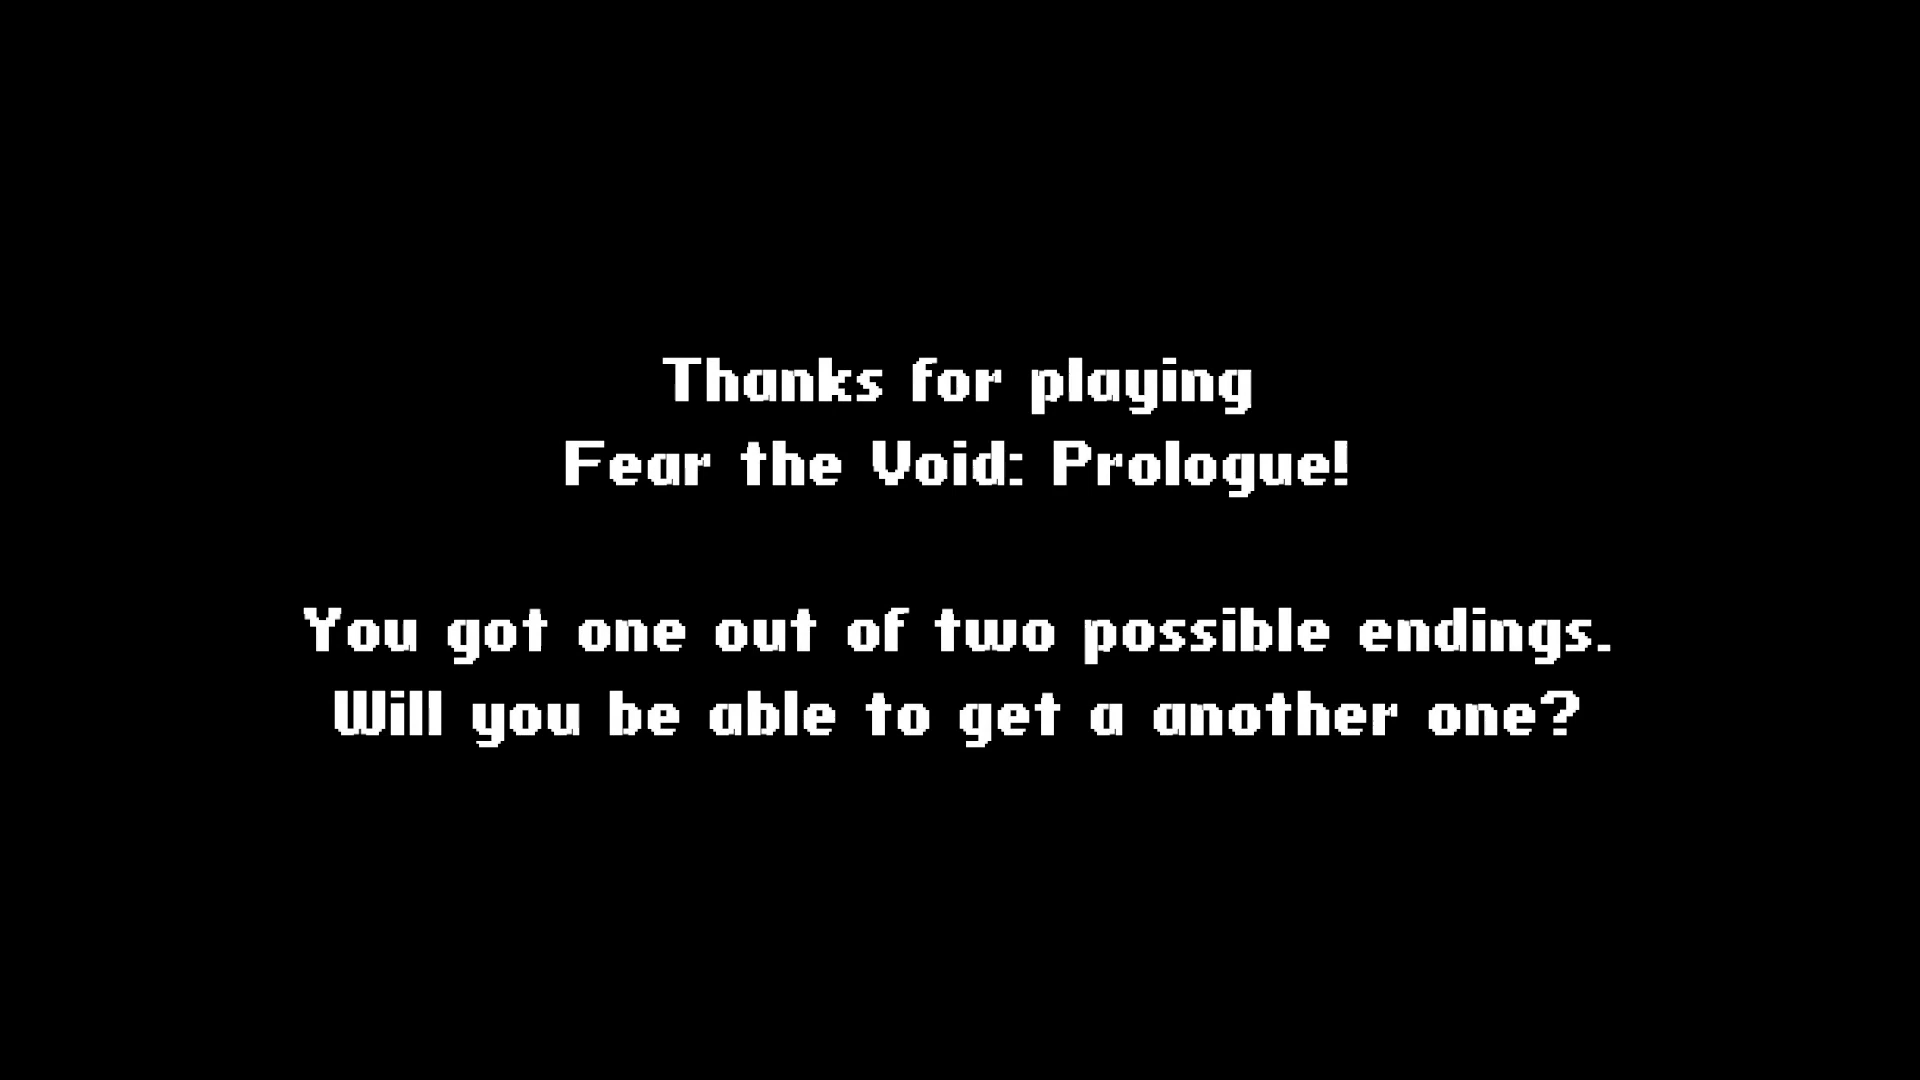 Thanks for playing
Fear the Void: Prologue!
You got one out of two possible endings.
Will you be able to get a another one?